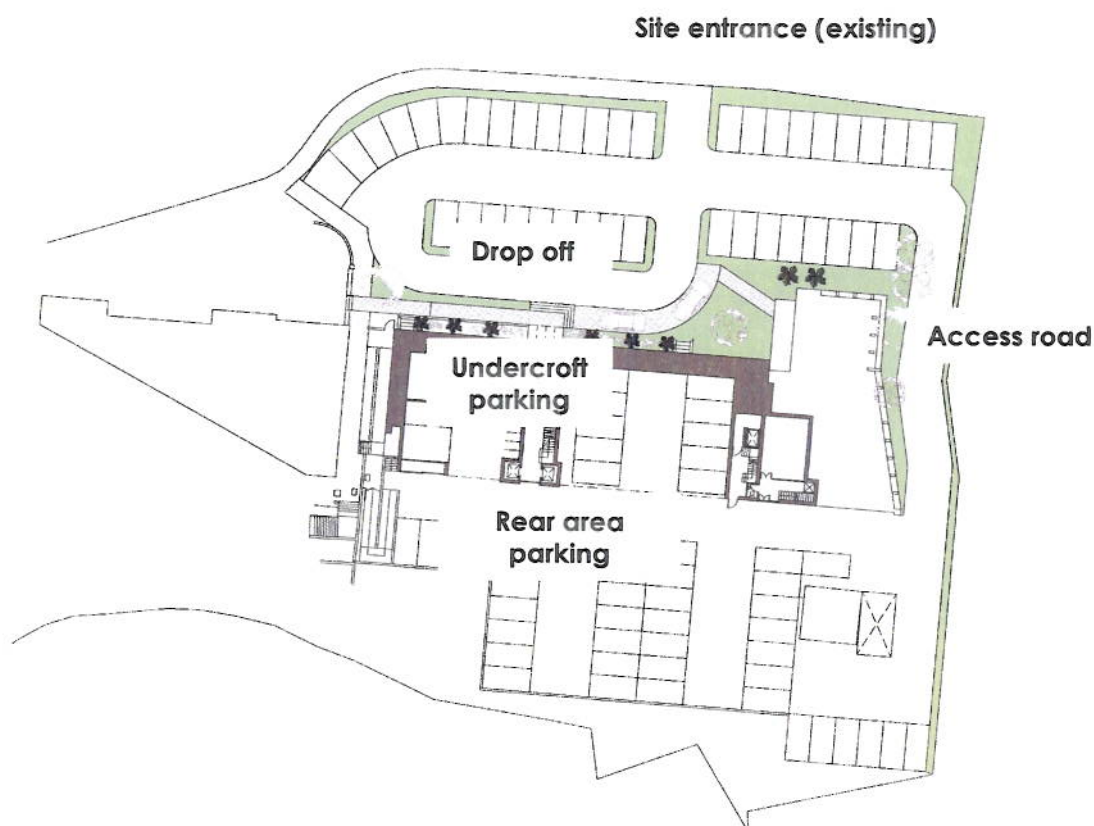 Site entrance (existing)
Drop off
Access road
Undercroft
parking
Rear area
parking